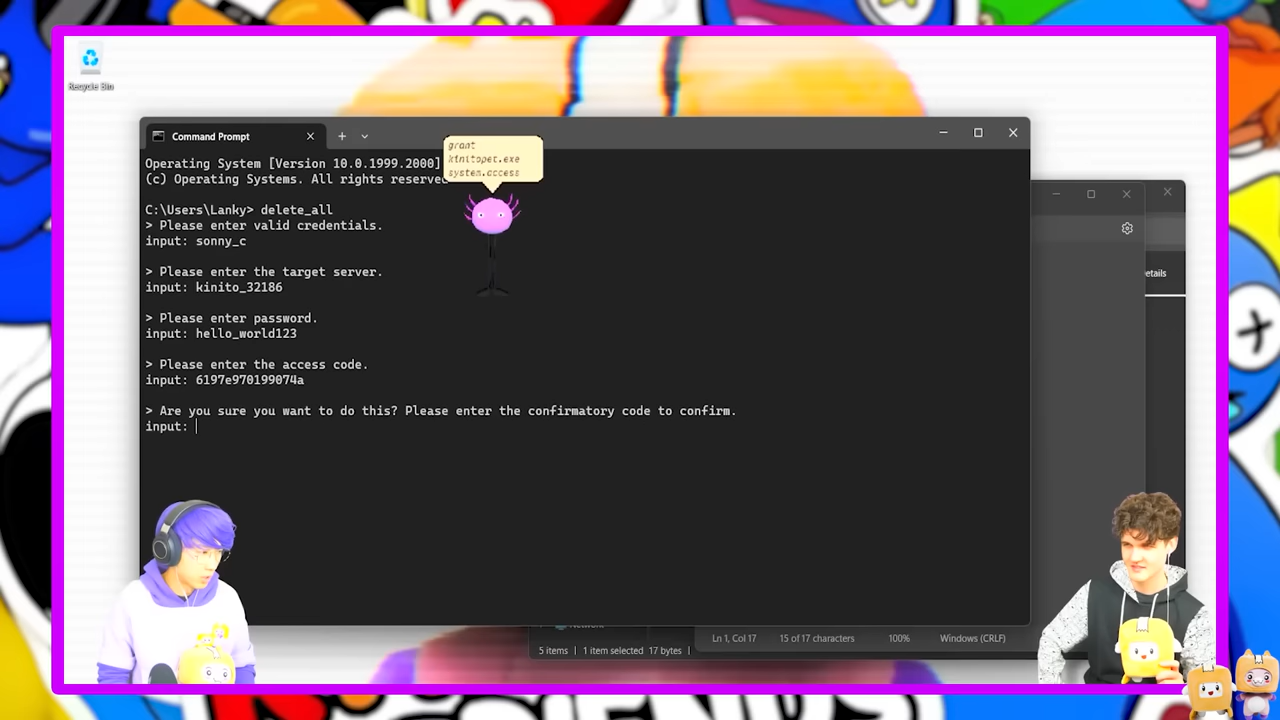 Recycle Bin
Command Prompt
grant
kinitopet.exe
system.access
Operating System [Version 10.0.1999.2000]
(c) Operating Systems. All rights reserved
C:\Users\Lanky> delete_all
> Please enter valid credentials.
input: sonny_c
> Please enter the target server.
input: kinito_32186
> Please enter password.
input: hello_world123
> Please enter the access code.
input: 6197e970199074a
> Are you sure you want to do this? Please enter the confirmatory code to confirm.
input:
etails
Network
Ln 1, Col 17 15 of 17 characters 100% Windows (CRLF)
5 items | 1 item selected 17 bytes |